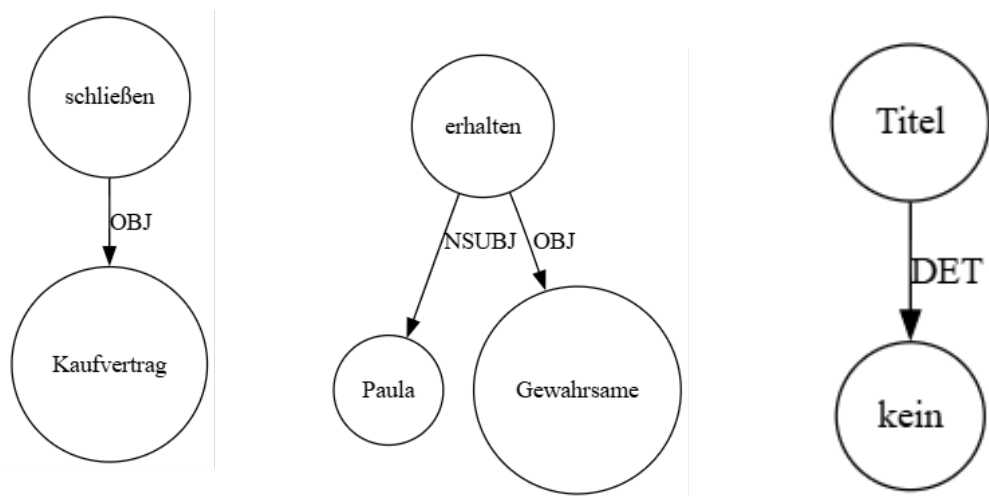 schließen
OBJ
Kaufvertrag
erhalten
NSUBJ OBJ
Paula
Gewahrsame
Titel
DET
kein